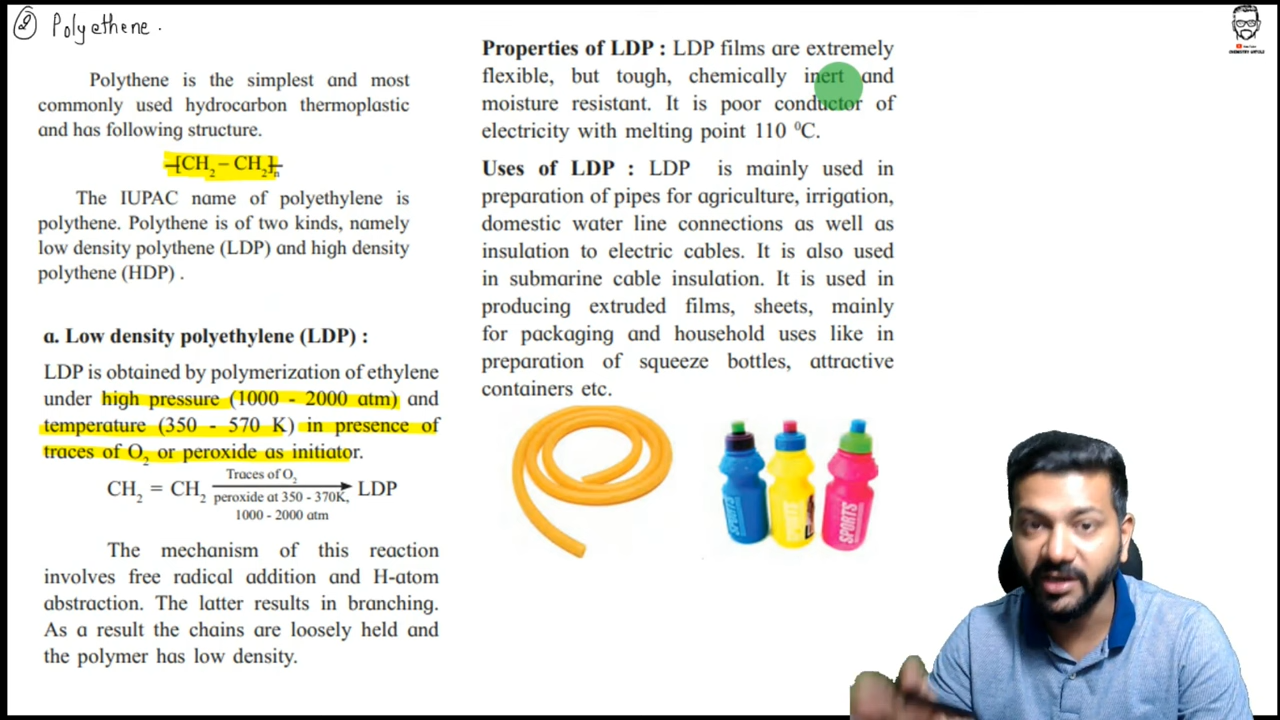 ② Polyethene.
Polythene is the simplest and most
commonly used hydrocarbon thermoplastic
and has following structure.
-[CH₂ – CH₂]-ₙ
The IUPAC name of polyethylene is
polythene. Polythene is of two kinds, namely
low density polythene (LDP) and high density
polythene (HDP) .
a. Low density polyethylene (LDP) :
LDP is obtained by polymerization of ethylene
under high pressure (1000 - 2000 atm) and
temperature (350 - 570 K) in presence of
traces of O₂ or peroxide as initiator.
Traces of O₂
CH₂ = CH₂ ⟶ LDP
peroxide at 350 - 370K,
1000 - 2000 atm
The mechanism of this reaction
involves free radical addition and H-atom
abstraction. The latter results in branching.
As a result the chains are loosely held and
the polymer has low density.
Properties of LDP : LDP films are extremely
flexible, but tough, chemically inert and
moisture resistant. It is poor conductor of
electricity with melting point 110 ⁰C.
Uses of LDP : LDP is mainly used in
preparation of pipes for agriculture, irrigation,
domestic water line connections as well as
insulation to electric cables. It is also used
in submarine cable insulation. It is used in
producing extruded films, sheets, mainly
for packaging and household uses like in
preparation of squeeze bottles, attractive
containers etc.
SPORTS
SPORTS
SPORTS